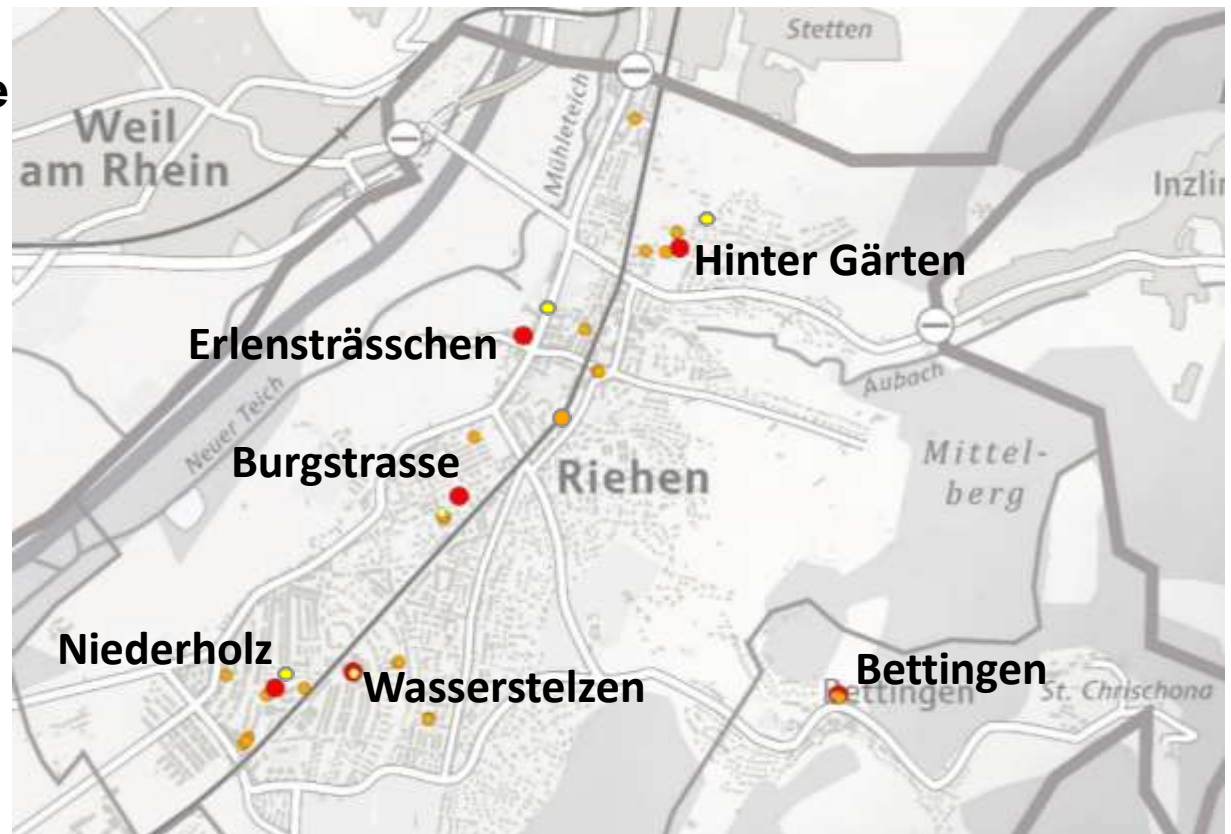 Stetten
e
Weil
am Rhein
Mühleteich
Hinter Gärten
Erlensträsschen
Aubach
Neuer Teich
Burgstrasse
Riehen
Mittel-
berg
Niederholz
Wasserstelzen
Bettingen
Bettingen
St. Chrischona